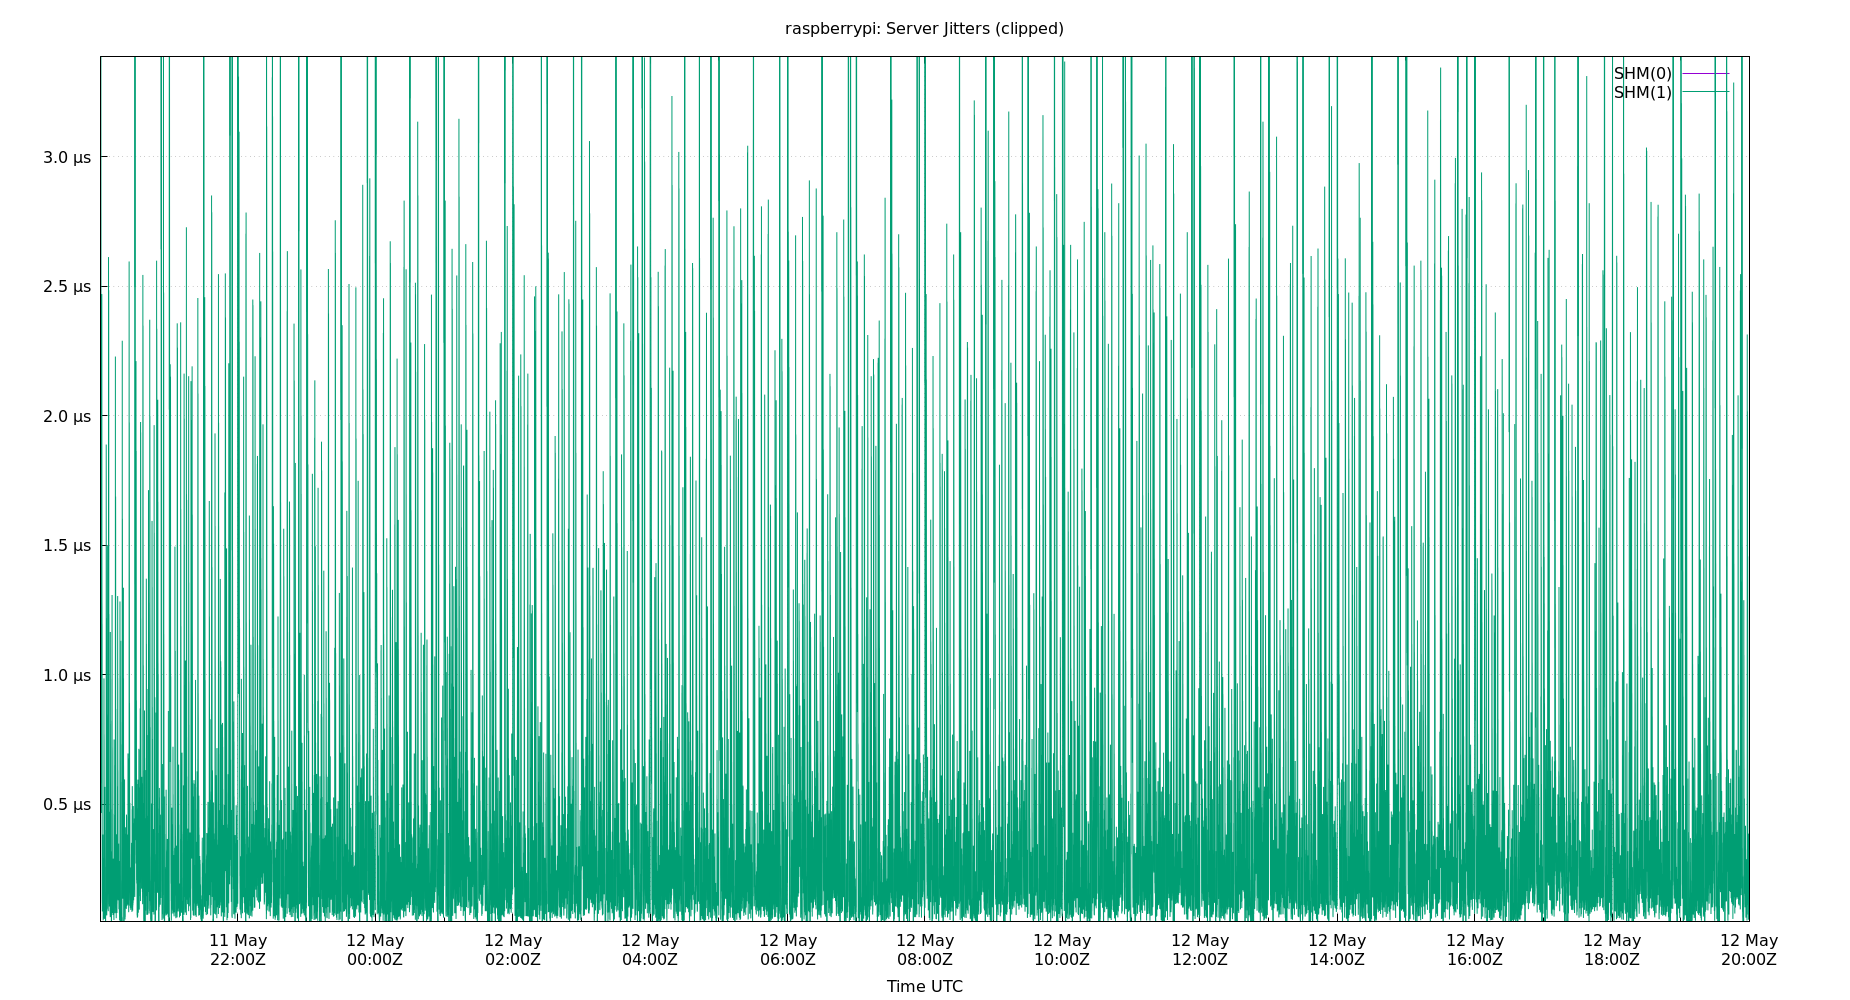 raspberrypi: Server Jitters (clipped)
SHM(0)
SHM(1)
3.0 µs
2.5 µs
2.0 µs
1.5 µs
1.0 µs
0.5 µs
11 May 12 May 12 May 12 May 12 May 12 May 12 May 12 May 12 May 12 May 12 May 12 May
22:00Z 00:00Z 02:00Z 04:00Z 06:00Z 08:00Z 10:00Z 12:00Z 14:00Z 16:00Z 18:00Z 20:00Z
Time UTC